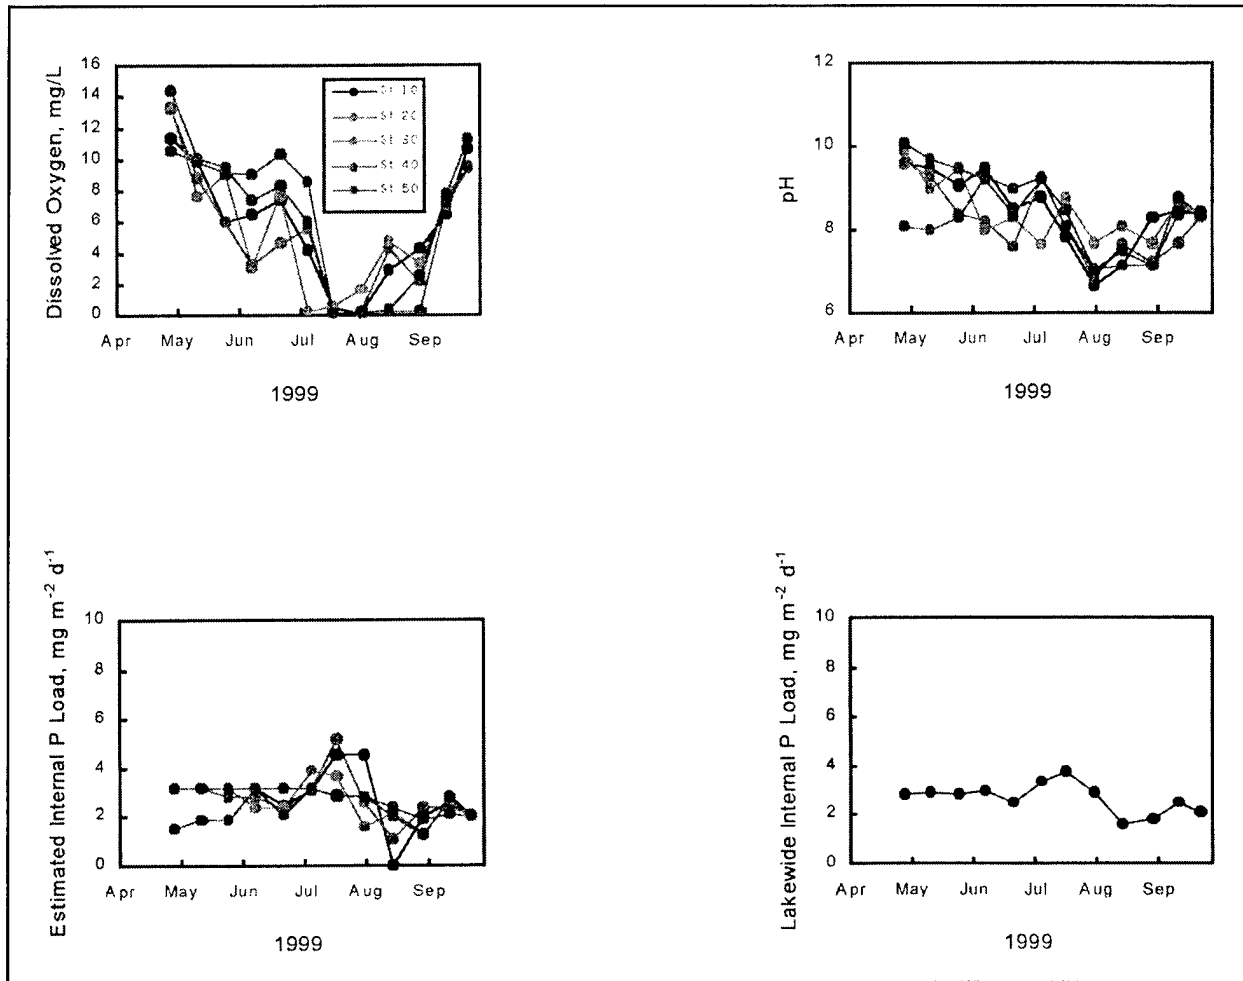 Dissolved Oxygen, mg/L
16
14
12
10
8
6
4
2
0
St 10
St 20
St 30
St 40
St 50
Apr May Jun Jul Aug Sep
1999
pH
12
10
8
6
Apr May Jun Jul Aug Sep
1999
Estimated Internal P Load, mg m-2 d-1
10
8
6
4
2
0
Apr May Jun Jul Aug Sep
1999
Lakewide Internal P Load, mg m-2 d-1
10
8
6
4
2
0
Apr May Jun Jul Aug Sep
1999